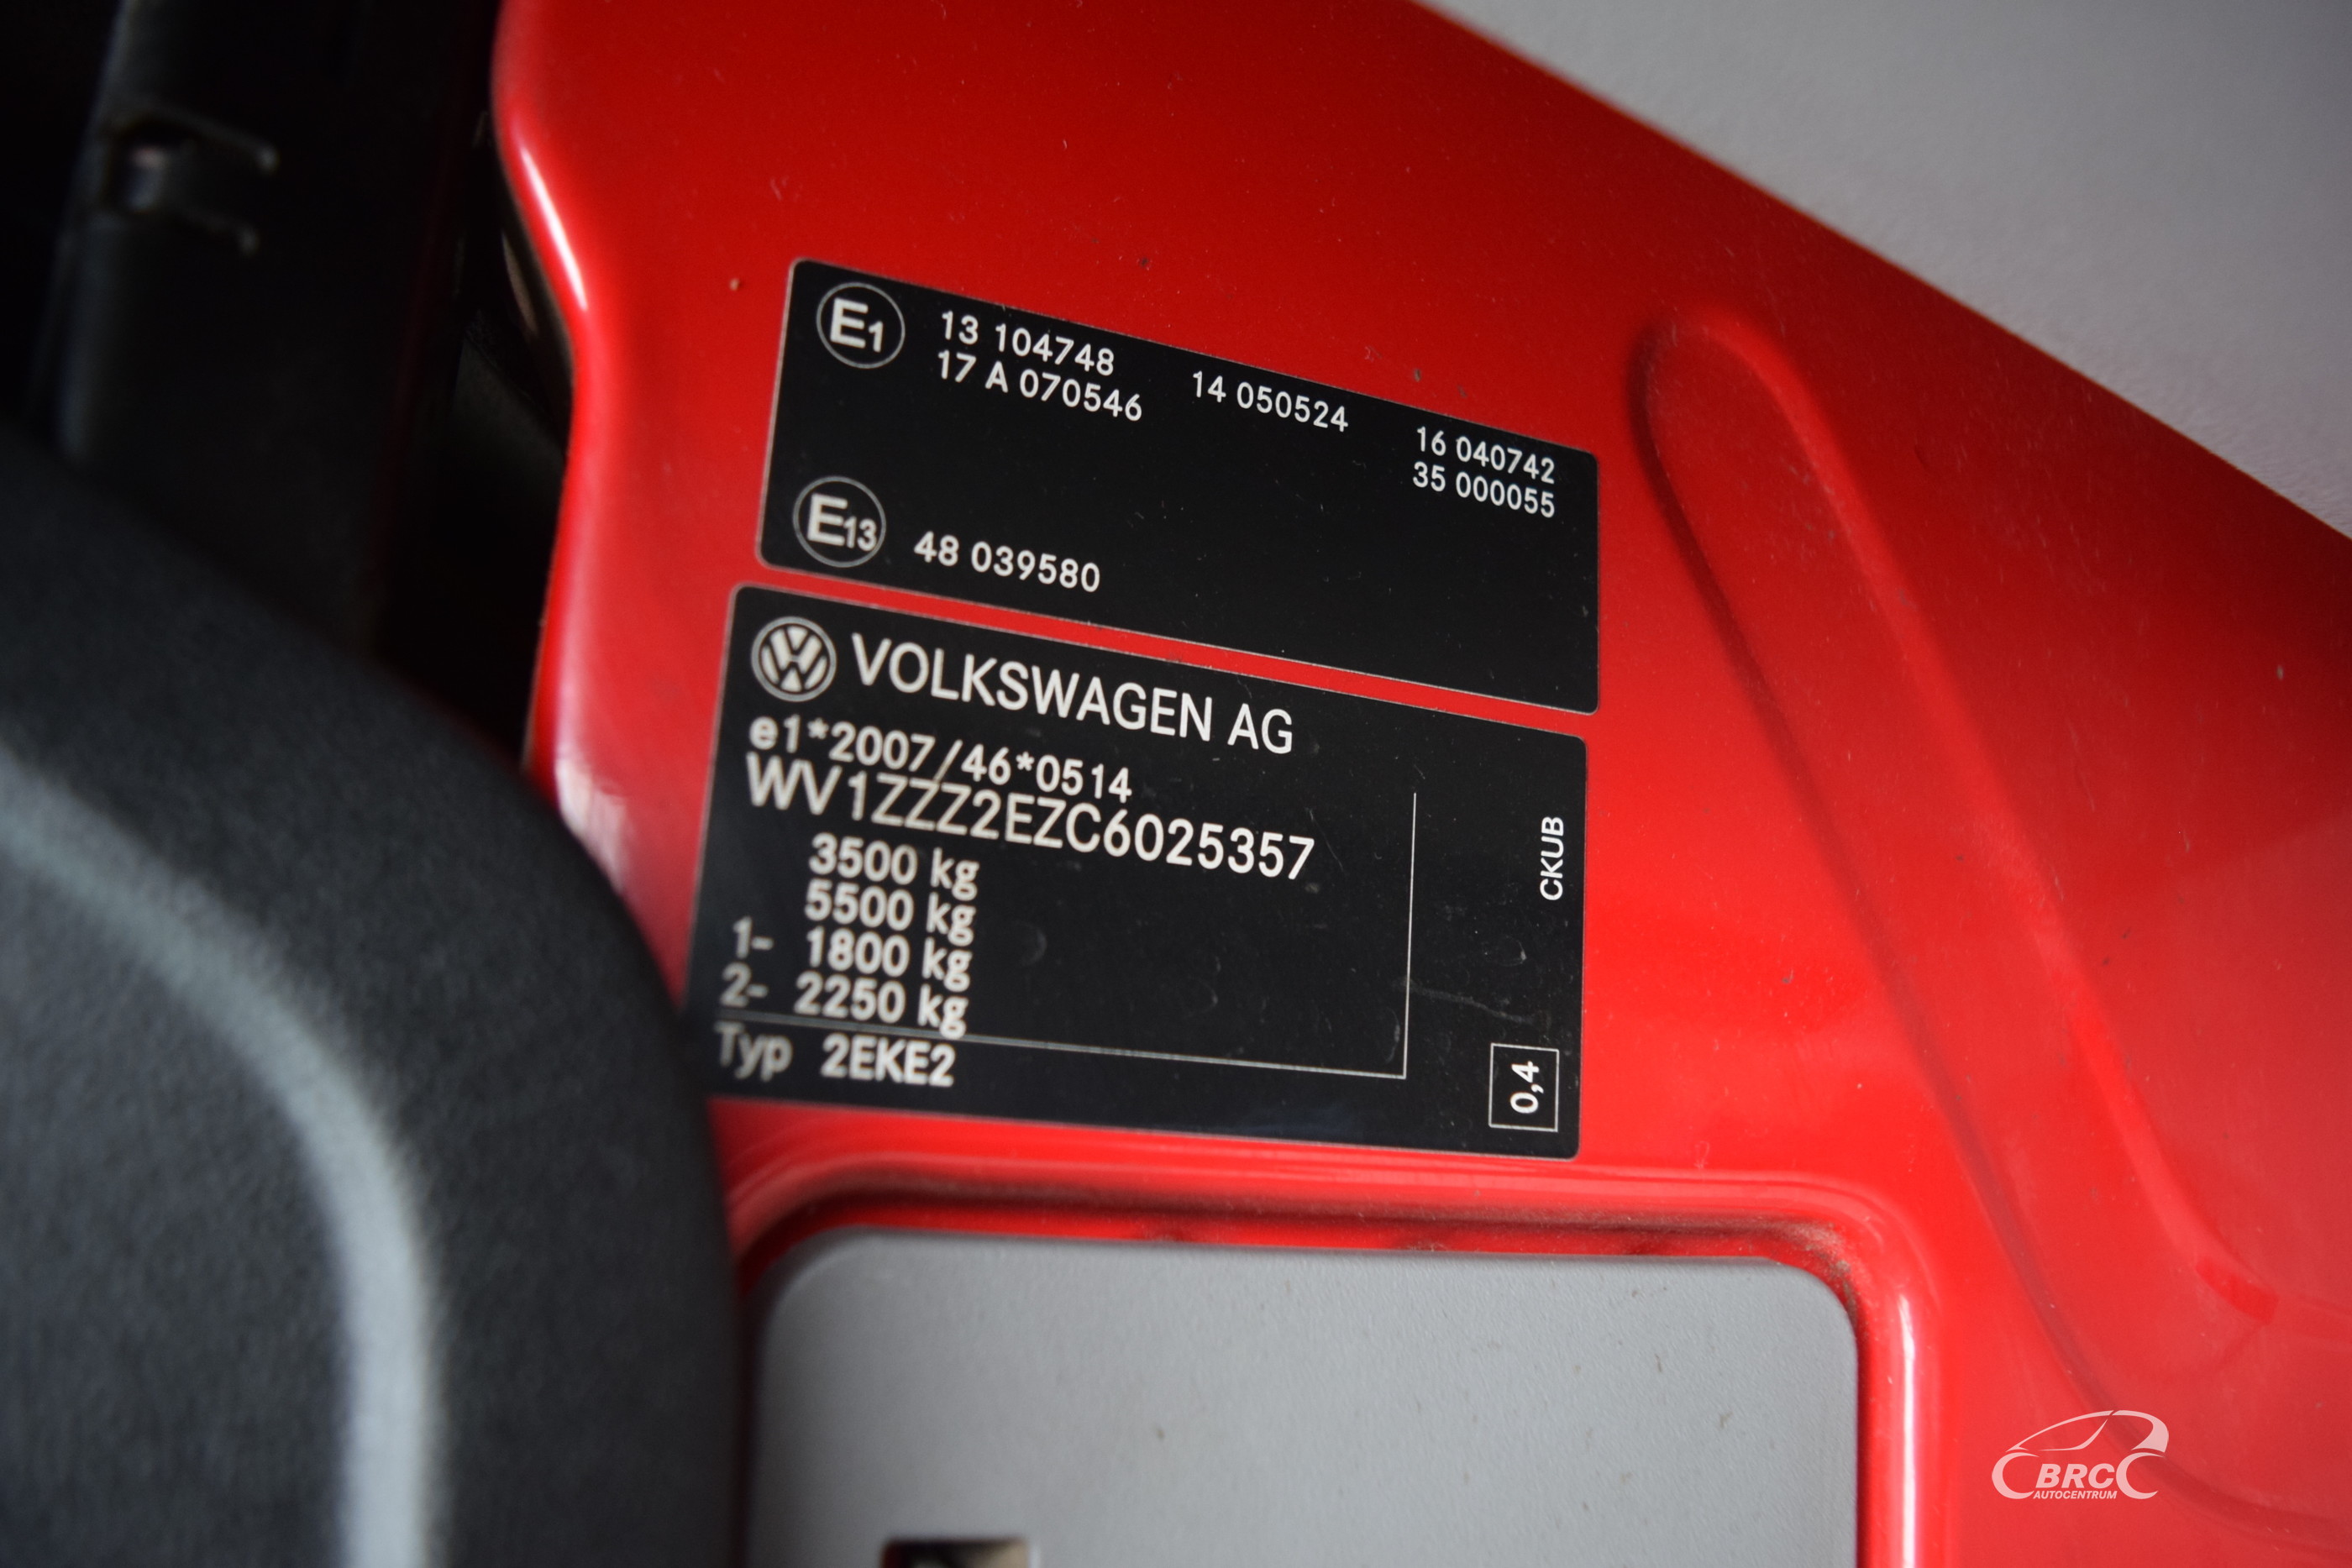 E1 13 104748 14 050524 16 040742
17 A 070546 35 000055
E13 48 039580
VOLKSWAGEN AG
e1*2007/46*0514
WV1ZZZ2EZC6025357
3500 kg
5500 kg
1- 1800 kg
2- 2250 kg
Typ 2EKE2
CKUB
0,4
BRC
AUTOCENTRUM